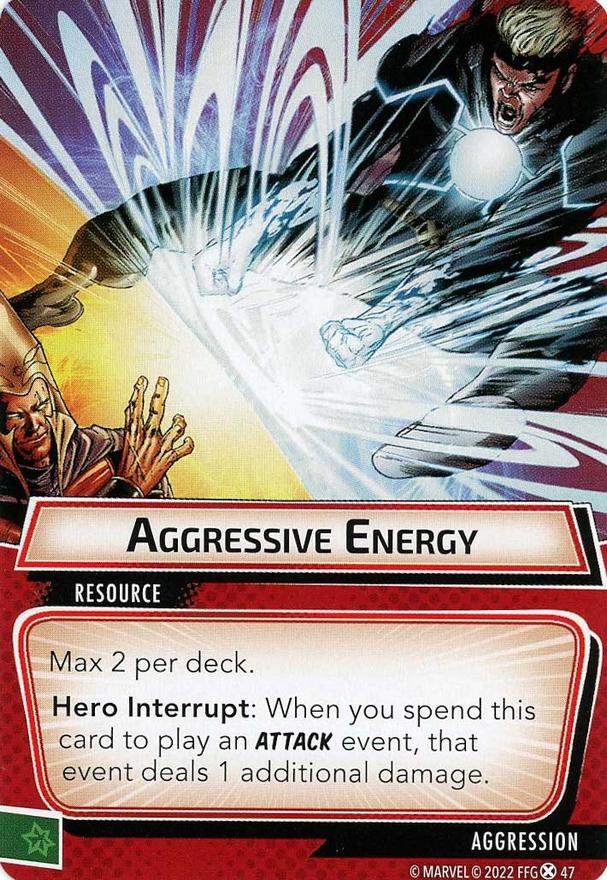 AGGRESSIVE ENERGY
RESOURCE
Max 2 per deck.
Hero Interrupt: When you spend this
card to play an ATTACK event, that
event deals 1 additional damage.
AGGRESSION
© MARVEL © 2022 FFG 47